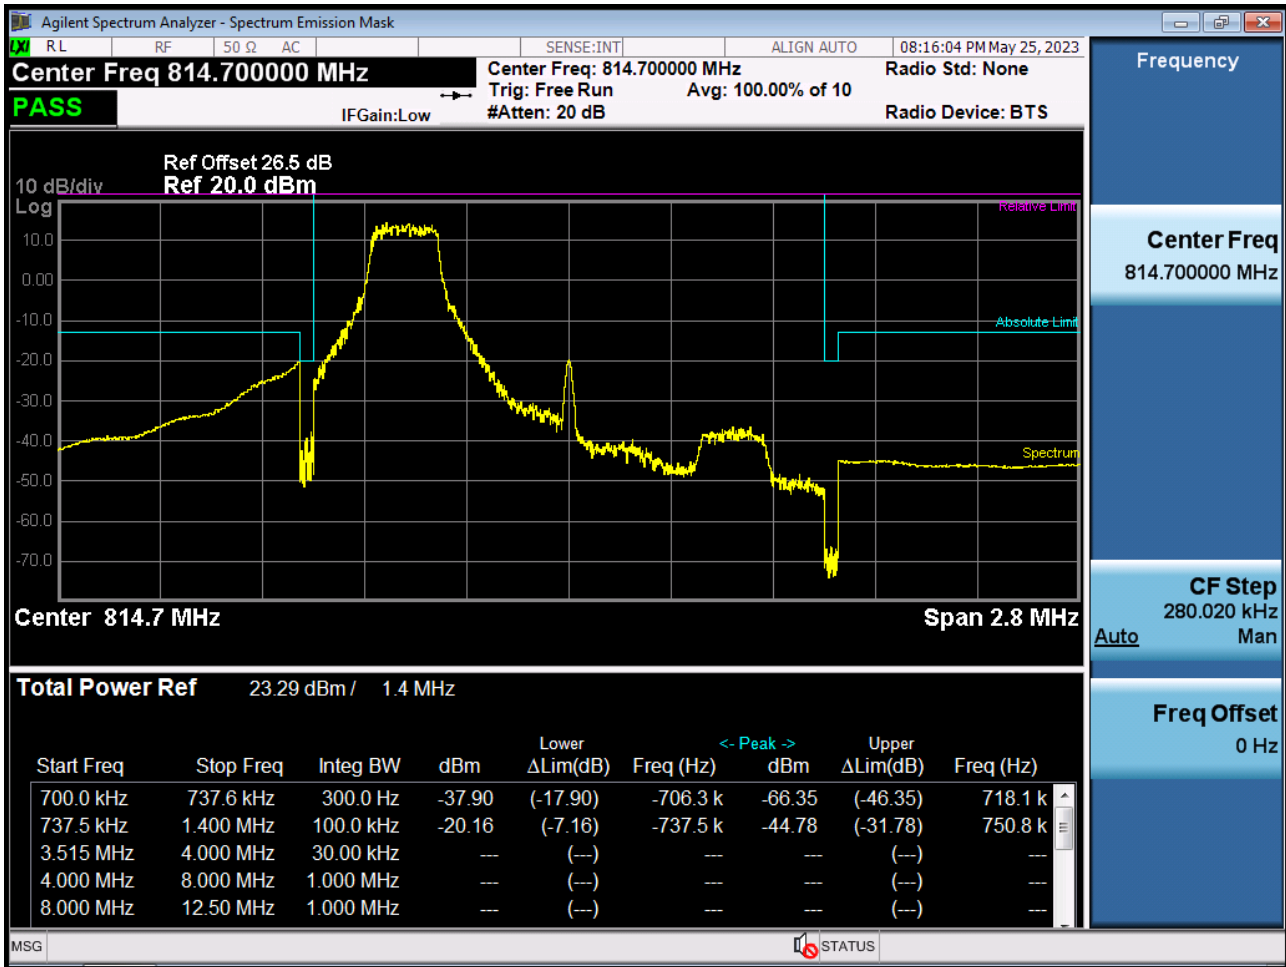 Agilent Spectrum Analyzer - Spectrum Emission Mask
LXI RL RF 50 Ω AC SENSE:INT ALIGN AUTO 08:16:04 PM May 25, 2023
Center Freq 814.700000 MHz
PASS
IFGain:Low
Center Freq: 814.700000 MHz
Trig: Free Run Avg: 100.00% of 10
#Atten: 20 dB
Radio Std: None
Radio Device: BTS
Ref Offset 26.5 dB
10 dB/div Ref 20.0 dBm
Log
Relative Limit
10.0
0.00
-10.0
Absolute Limit
-20.0
-30.0
-40.0
Spectrum
-50.0
-60.0
-70.0
Center 814.7 MHz Span 2.8 MHz
Total Power Ref 23.29 dBm / 1.4 MHz
Lower <- Peak -> Upper
Start Freq Stop Freq Integ BW dBm ΔLim(dB) Freq (Hz) dBm ΔLim(dB) Freq (Hz)
700.0 kHz 737.6 kHz 300.0 Hz -37.90 (-17.90) -706.3 k -66.35 (-46.35) 718.1 k
737.5 kHz 1.400 MHz 100.0 kHz -20.16 (-7.16) -737.5 k -44.78 (-31.78) 750.8 k
3.515 MHz 4.000 MHz 30.00 kHz --- (---) --- --- (---) ---
4.000 MHz 8.000 MHz 1.000 MHz --- (---) --- --- (---) ---
8.000 MHz 12.50 MHz 1.000 MHz --- (---) --- --- (---) ---
MSG STATUS
Frequency
Center Freq
814.700000 MHz
CF Step
280.020 kHz
Auto Man
Freq Offset
0 Hz